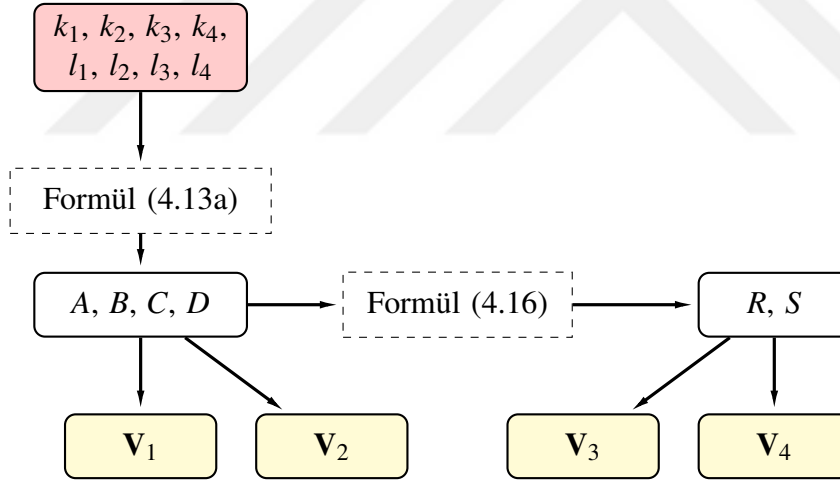 k₁, k₂, k₃, k₄,
l₁, l₂, l₃, l₄
Formül (4.13a)
A, B, C, D
Formül (4.16)
R, S
V₁
V₂
V₃
V₄